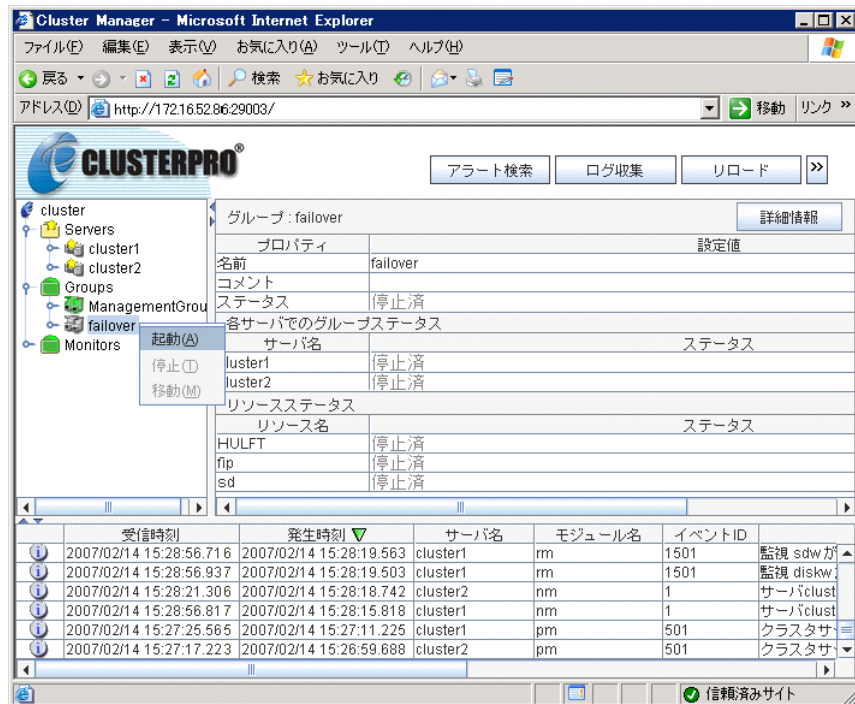 Cluster Manager - Microsoft Internet Explorer
ファイル(F) 編集(E) 表示(V) お気に入り(A) ツール(T) ヘルプ(H)
戻る 検索 お気に入り
アドレス(D) http://172.16.52.86:29003/ 移動 リンク »
CLUSTERPRO® アラート検索 ログ収集 リロード »
cluster
Servers
cluster1
cluster2
Groups
ManagementGrou
failover
Monitors
起動(A)
停止(T)
移動(M)
グループ : failover 詳細情報
プロパティ 設定値
名前 failover
コメント
ステータス 停止済
各サーバでのグループステータス
サーバ名 ステータス
luster1 停止済
luster2 停止済
リソースステータス
リソース名 ステータス
HULFT 停止済
fip 停止済
sd 停止済
受信時刻 発生時刻 サーバ名 モジュール名 イベントID
2007/02/14 15:28:56.716 2007/02/14 15:28:19.563 cluster1 rm 1501 監視 sdwが
2007/02/14 15:28:56.937 2007/02/14 15:28:19.503 cluster1 rm 1501 監視 diskw
2007/02/14 15:28:21.306 2007/02/14 15:28:18.742 cluster2 nm 1 サーバclust
2007/02/14 15:28:56.817 2007/02/14 15:28:15.818 cluster1 nm 1 サーバclust
2007/02/14 15:27:25.565 2007/02/14 15:27:11.225 cluster1 pm 501 クラスタサ
2007/02/14 15:27:17.223 2007/02/14 15:26:59.688 cluster2 pm 501 クラスタサ
信頼済みサイト